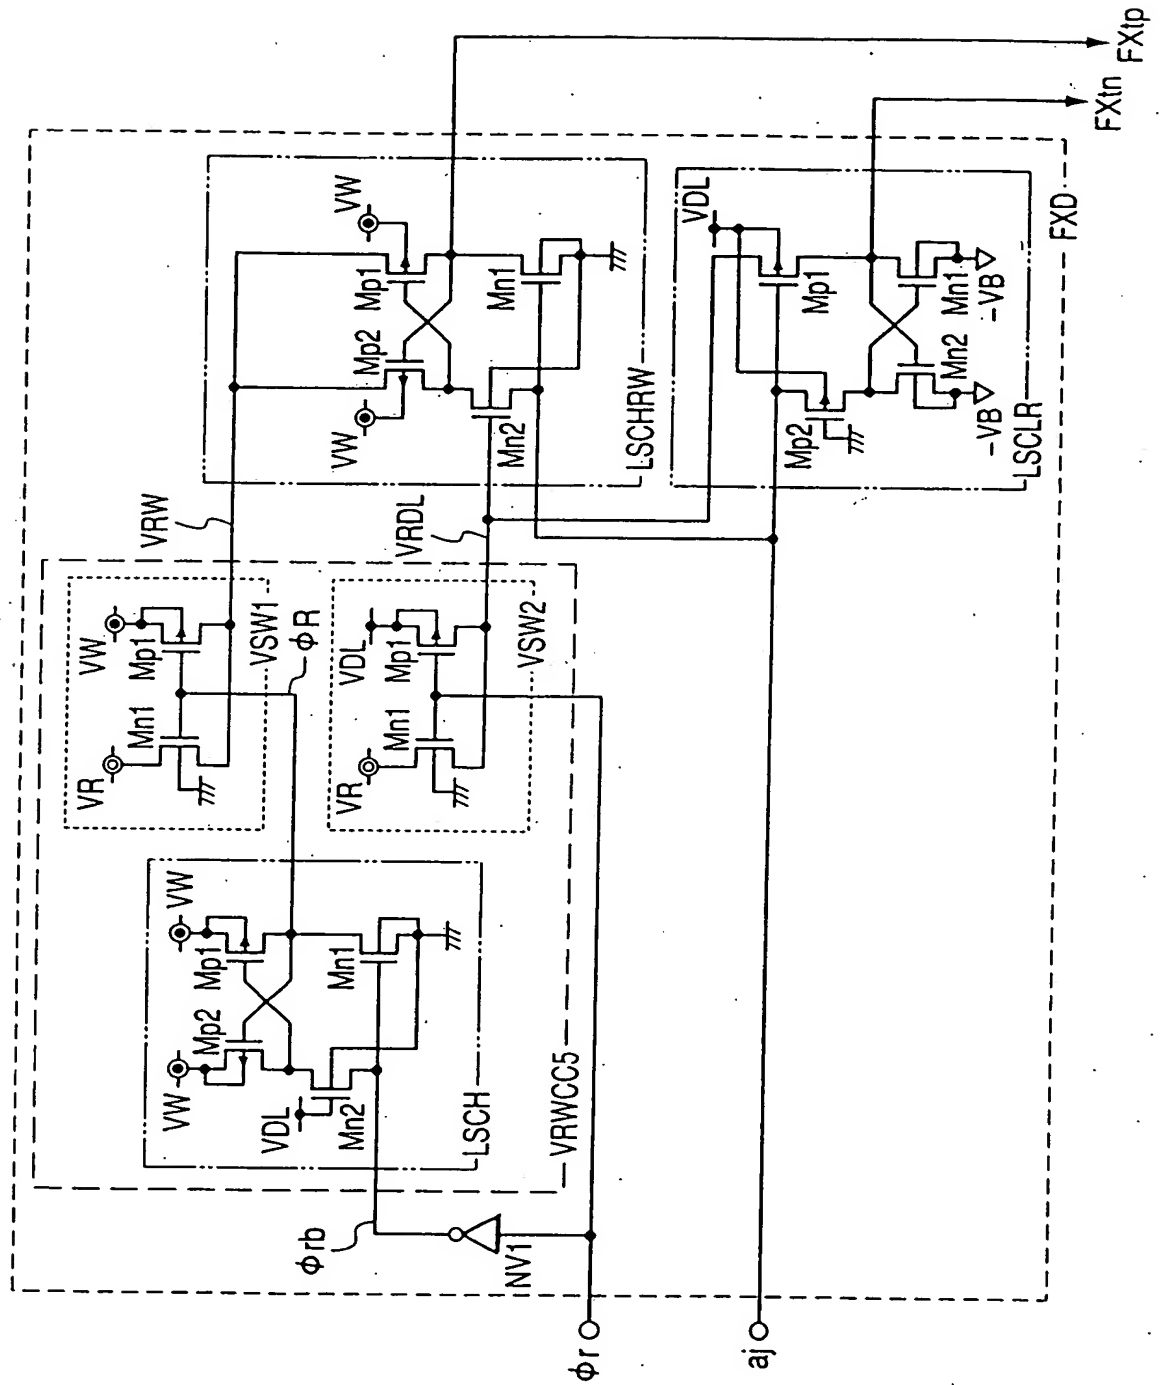 FXtp
FXtn
FXD
VRW
VRDL
VW
VW
Mp1
Mp2
Mn1
Mn2
LSCHRW
VDL
Mp1
Mp2
Mn1
Mn2
-VB
-VB
LSCLR
VW
VR
Mp1
Mn1
VSW1
ϕR
VDL
VR
Mp1
Mn1
VSW2
VW
VW
Mp1
Mp2
Mn1
Mn2
VDL
LSCH
VRWCC5
ϕrb
NV1
ϕr
aj